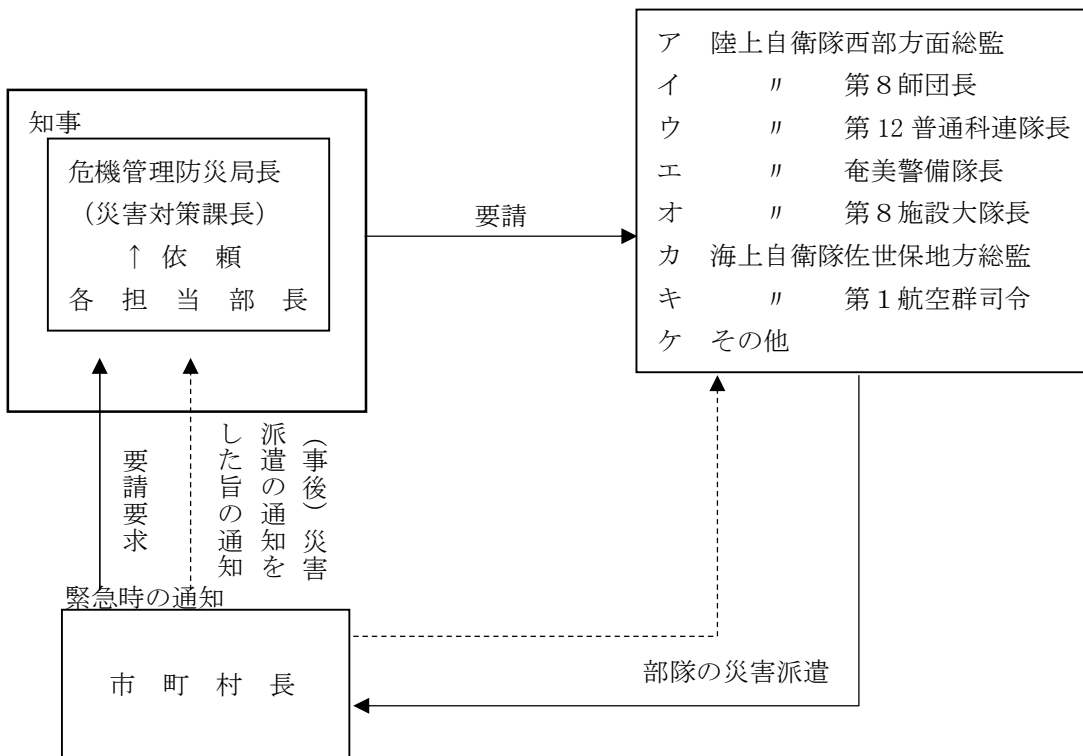 知事
危機管理防災局長
（災害対策課長）
↑ 依 頼
各 担 当 部 長
要請
ア 陸上自衛隊西部方面総監
イ 〃 第８師団長
ウ 〃 第 12 普通科連隊長
エ 〃 奄美警備隊長
オ 〃 第８施設大隊長
カ 海上自衛隊佐世保地方総監
キ 〃 第１航空群司令
ケ その他
要請要求
（事後）災害
派遣の通知を
した旨の通知
緊急時の通知
市 町 村 長
部隊の災害派遣